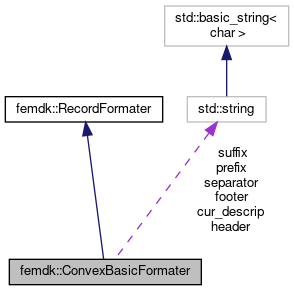 std::basic_string<
char >
femdk::RecordFormater
std::string
suffix
prefix
separator
footer
cur_descrip
header
femdk::ConvexBasicFormater